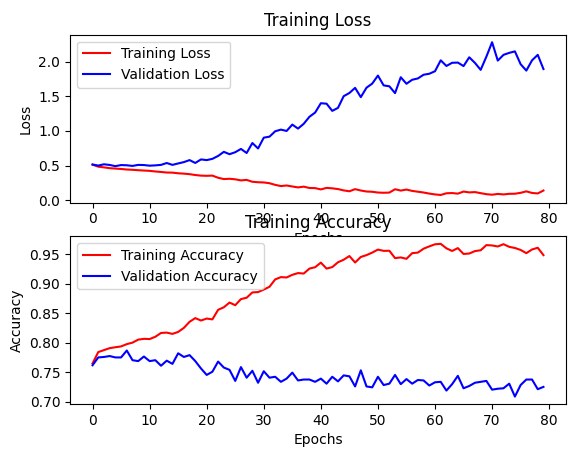 Training Loss
Training Loss
Validation Loss
2.0
1.5
1.0
0.5
0.0
Loss
0 10 20 30 40 50 60 70 80
Epochs
Training Accuracy
Training Accuracy
Validation Accuracy
0.95
0.90
0.85
0.80
0.75
0.70
Accuracy
0 10 20 30 40 50 60 70 80
Epochs